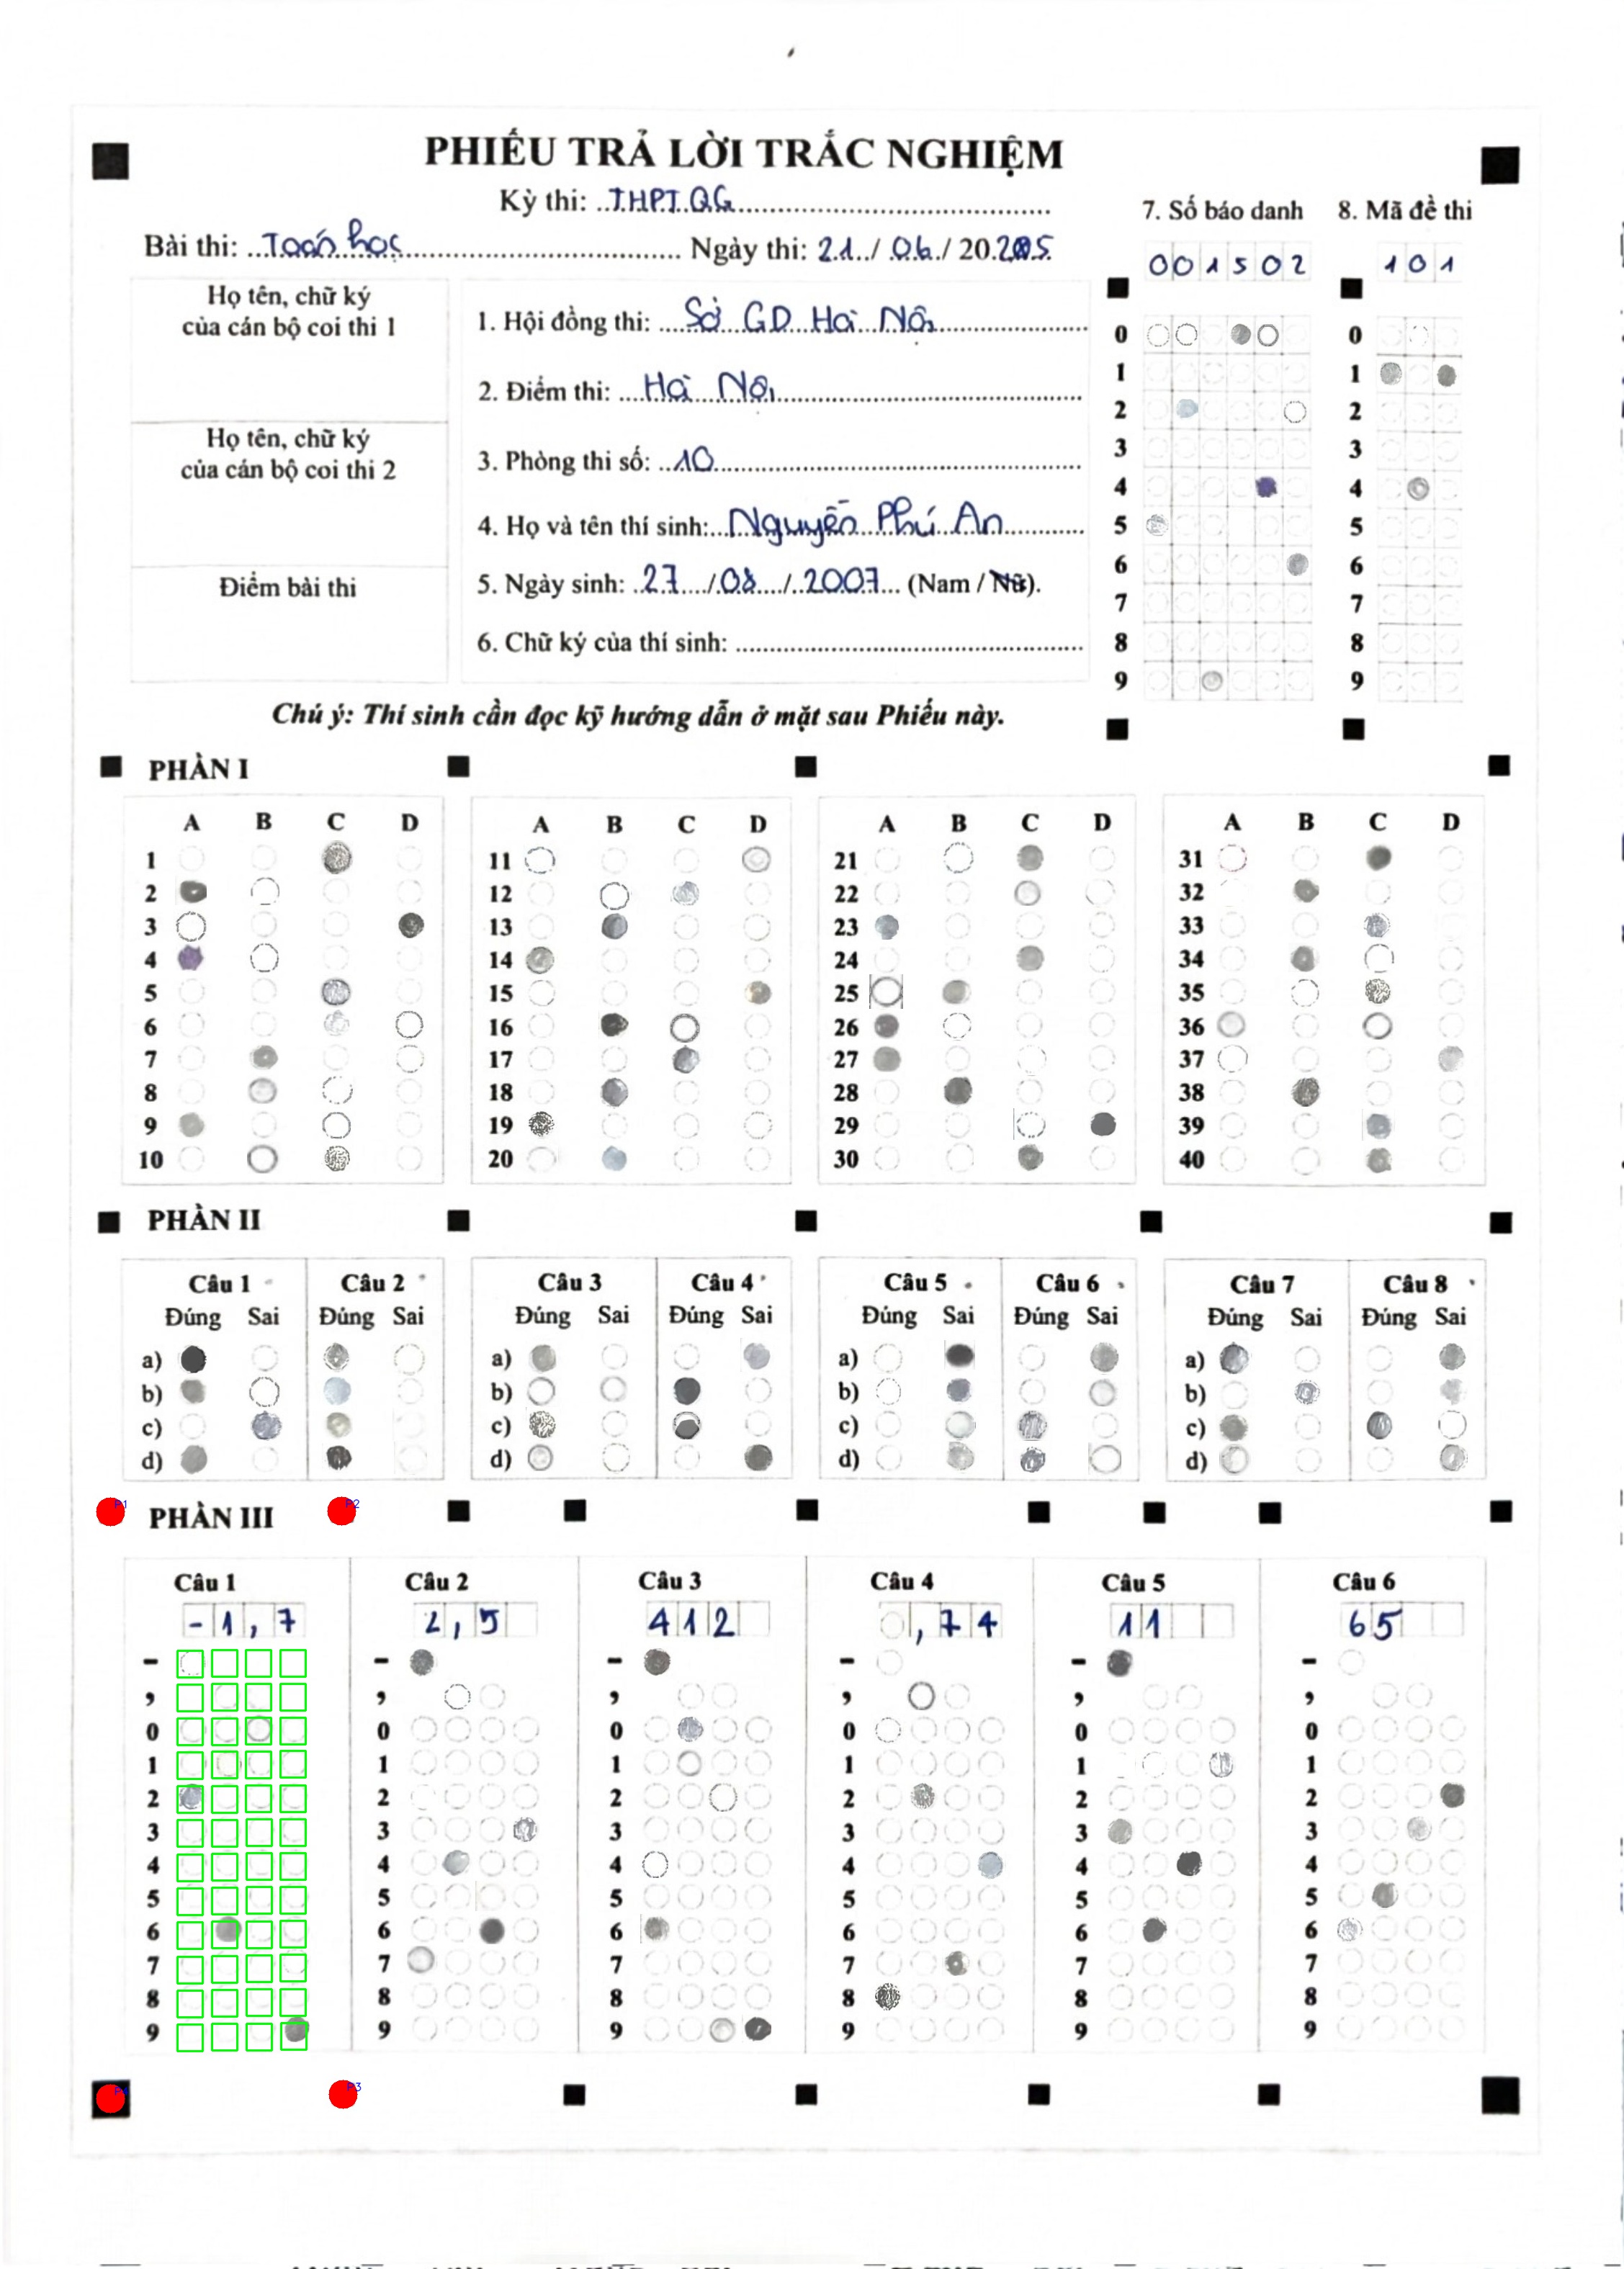 PHIẾU TRẢ LỜI TRẮC NGHIỆM
Kỳ thi: THPT.QG
Bài thi: Toán học Ngày thi: 21 / 06 / 20
7. Số báo danh 8. Mã đề thi
0 0 1 5 0 2 1 0 1
Họ tên, chữ ký
của cán bộ coi thi 1
Họ tên, chữ ký
của cán bộ coi thi 2
Điểm bài thi
1. Hội đồng thi: Sở GD Hà Nội
2. Điểm thi: Hà Nội
3. Phòng thi số: 10
4. Họ và tên thí sinh: Nguyễn Phú An
5. Ngày sinh: 27 / 08 / 2007 (Nam / Nữ).
6. Chữ ký của thí sinh:
0 0
1 1
2 2
3 3
4 4
5 5
6 6
7 7
8 8
9 9
Chú ý: Thí sinh cần đọc kỹ hướng dẫn ở mặt sau Phiếu này.
PHẦN I
A B C D A B C D A B C D A B C D
1 11 21 31
2 12 22 32
3 13 23 33
4 14 24 34
5 15 25 35
6 16 26 36
7 17 27 37
8 18 28 38
9 19 29 39
10 20 30 40
PHẦN II
Câu 1 Câu 2 Câu 3 Câu 4 Câu 5 Câu 6 Câu 7 Câu 8
Đúng Sai Đúng Sai Đúng Sai Đúng Sai Đúng Sai Đúng Sai Đúng Sai Đúng Sai
a) a) a) a)
b) b) b) b)
c) c) c) c)
d) d) d) d)
P1 P2
PHẦN III
Câu 1 Câu 2 Câu 3 Câu 4 Câu 5 Câu 6
-1,7 2,5 412 ,74 11 65
- - - - - -
, , , , , ,
0 0 0 0 0 0
1 1 1 1 1 1
2 2 2 2 2 2
3 3 3 3 3 3
4 4 4 4 4 4
5 5 5 5 5 5
6 6 6 6 6 6
7 7 7 7 7 7
8 8 8 8 8 8
9 9 9 9 9 9
P3